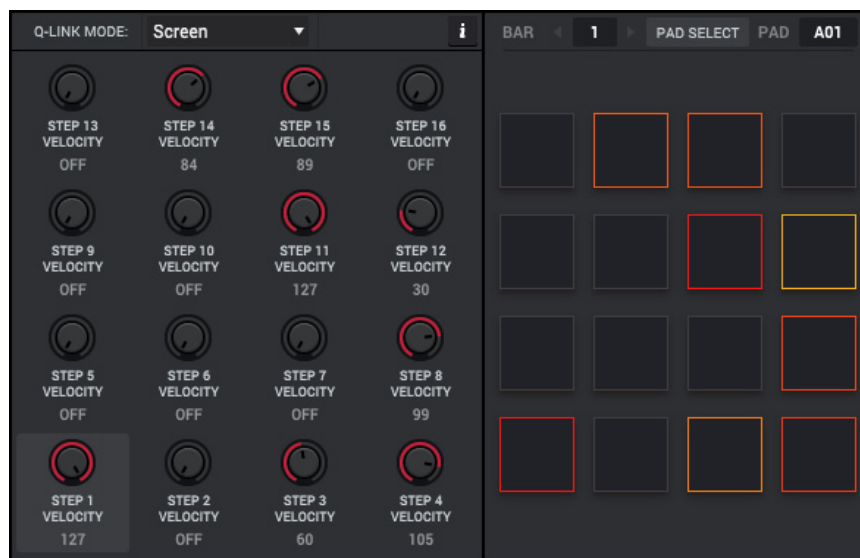 Q-LINK MODE: Screen i BAR 1 PAD SELECT PAD A01
STEP 13 STEP 14 STEP 15 STEP 16
VELOCITY VELOCITY VELOCITY VELOCITY
OFF 84 89 OFF
STEP 9 STEP 10 STEP 11 STEP 12
VELOCITY VELOCITY VELOCITY VELOCITY
OFF OFF 127 30
STEP 5 STEP 6 STEP 7 STEP 8
VELOCITY VELOCITY VELOCITY VELOCITY
OFF OFF OFF 99
STEP 1 STEP 2 STEP 3 STEP 4
VELOCITY VELOCITY VELOCITY VELOCITY
127 OFF 60 105